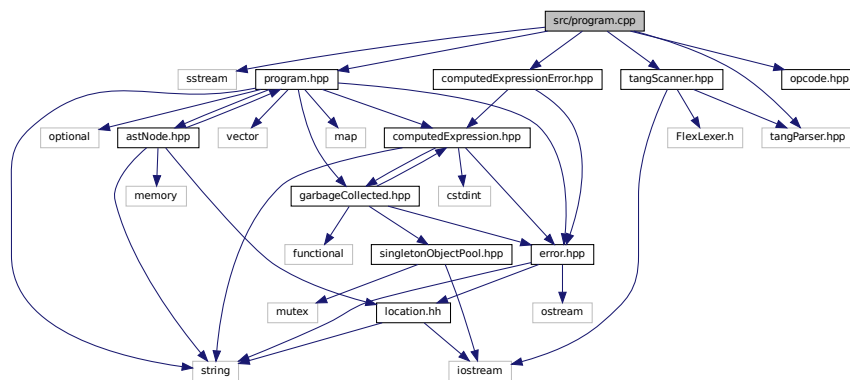 src/program.cpp
sstream
program.hpp
computedExpressionError.hpp
tangScanner.hpp
opcode.hpp
optional
astNode.hpp
vector
map
computedExpression.hpp
FlexLexer.h
tangParser.hpp
memory
garbageCollected.hpp
cstdint
functional
singletonObjectPool.hpp
error.hpp
mutex
location.hh
ostream
string
iostream